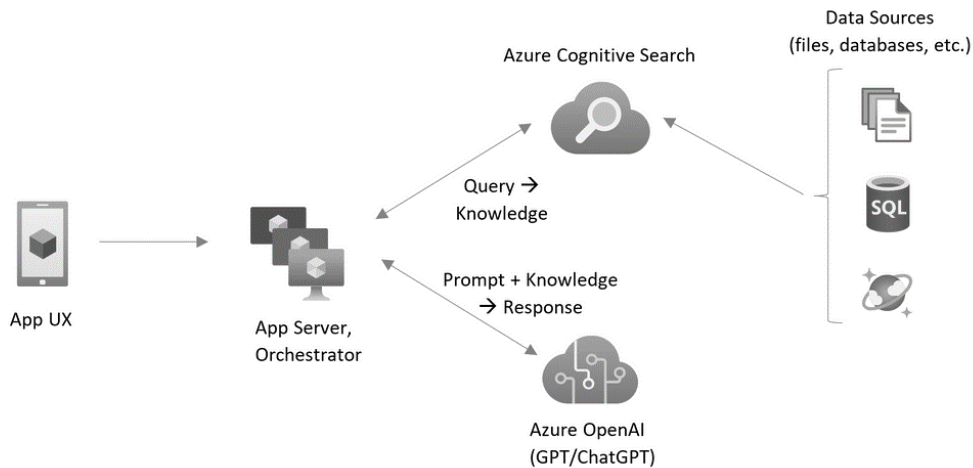 Data Sources
(files, databases, etc.)
Azure Cognitive Search
SQL
Query →
Knowledge
Prompt + Knowledge
→ Response
App UX
App Server,
Orchestrator
Azure OpenAI
(GPT/ChatGPT)